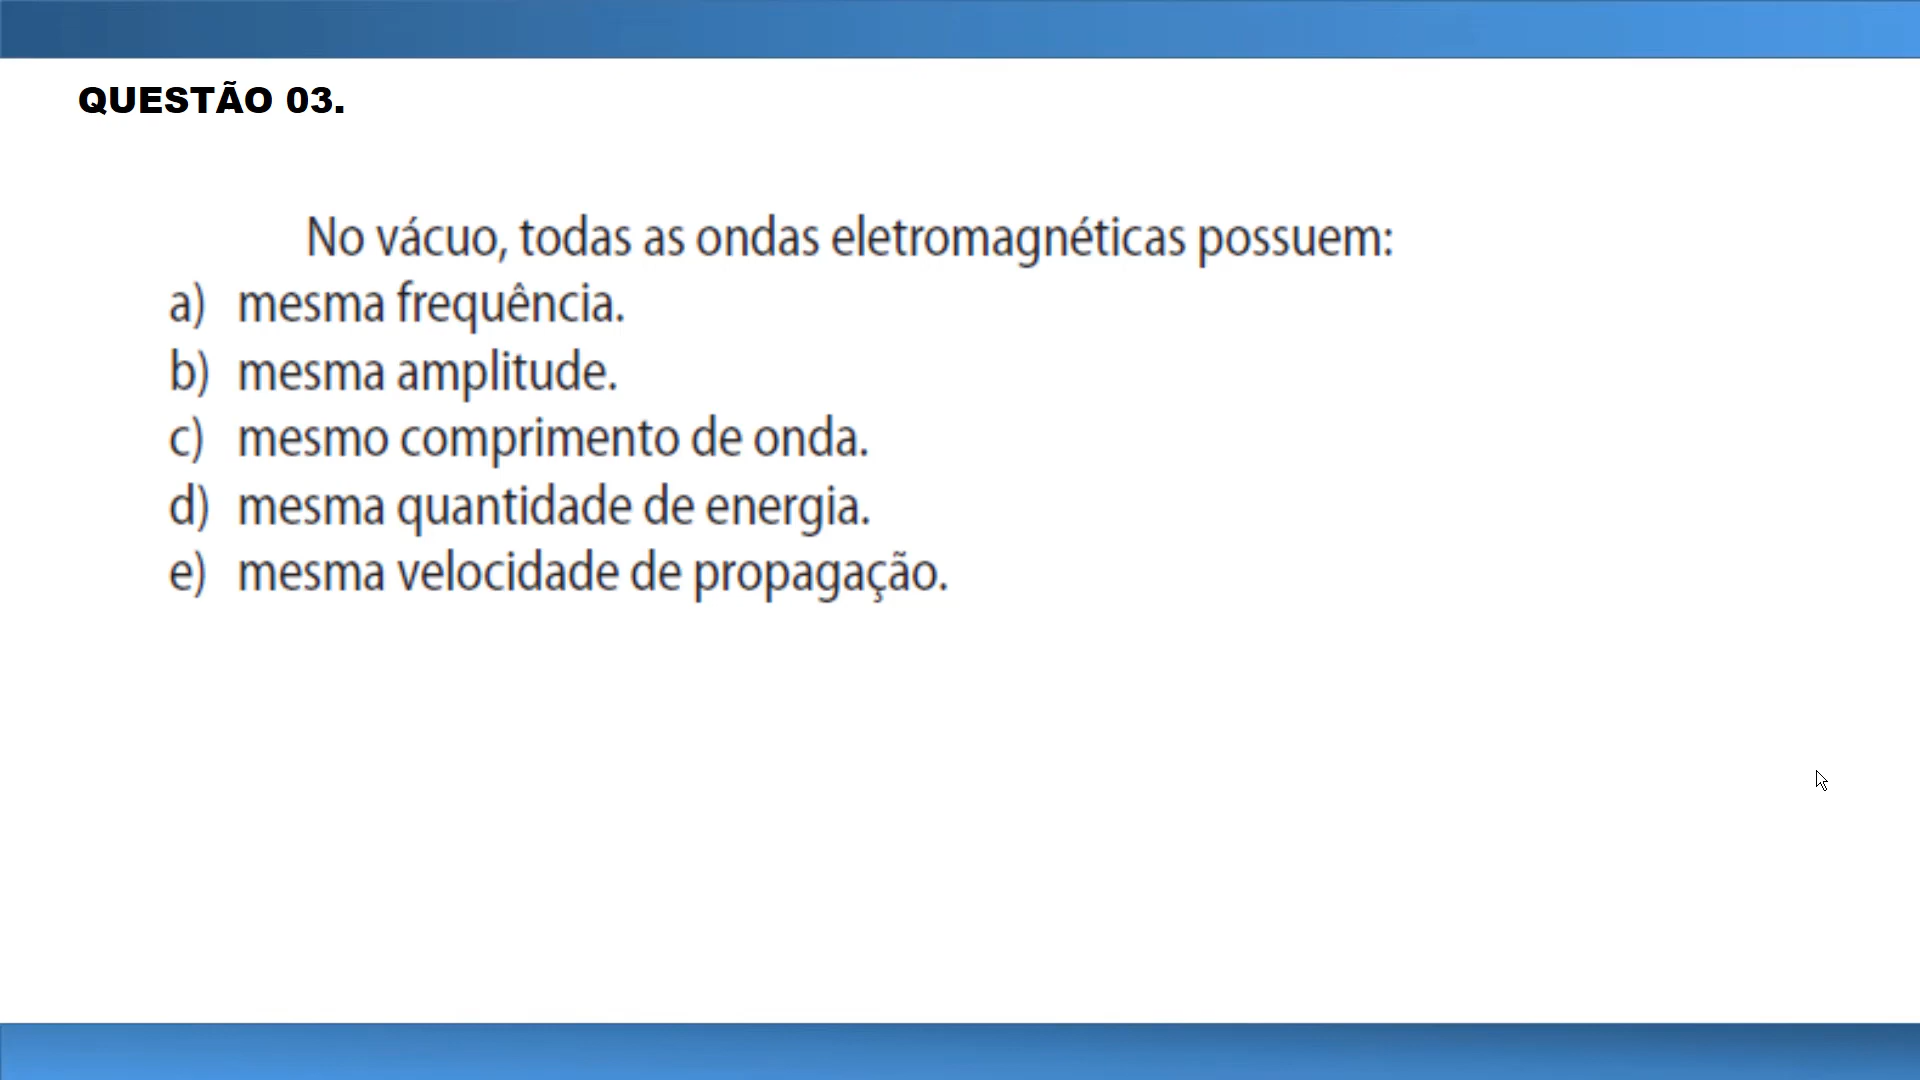 QUESTÃO 03.
No vácuo, todas as ondas eletromagnéticas possuem:
a) mesma frequência.
b) mesma amplitude.
c) mesmo comprimento de onda.
d) mesma quantidade de energia.
e) mesma velocidade de propagação.